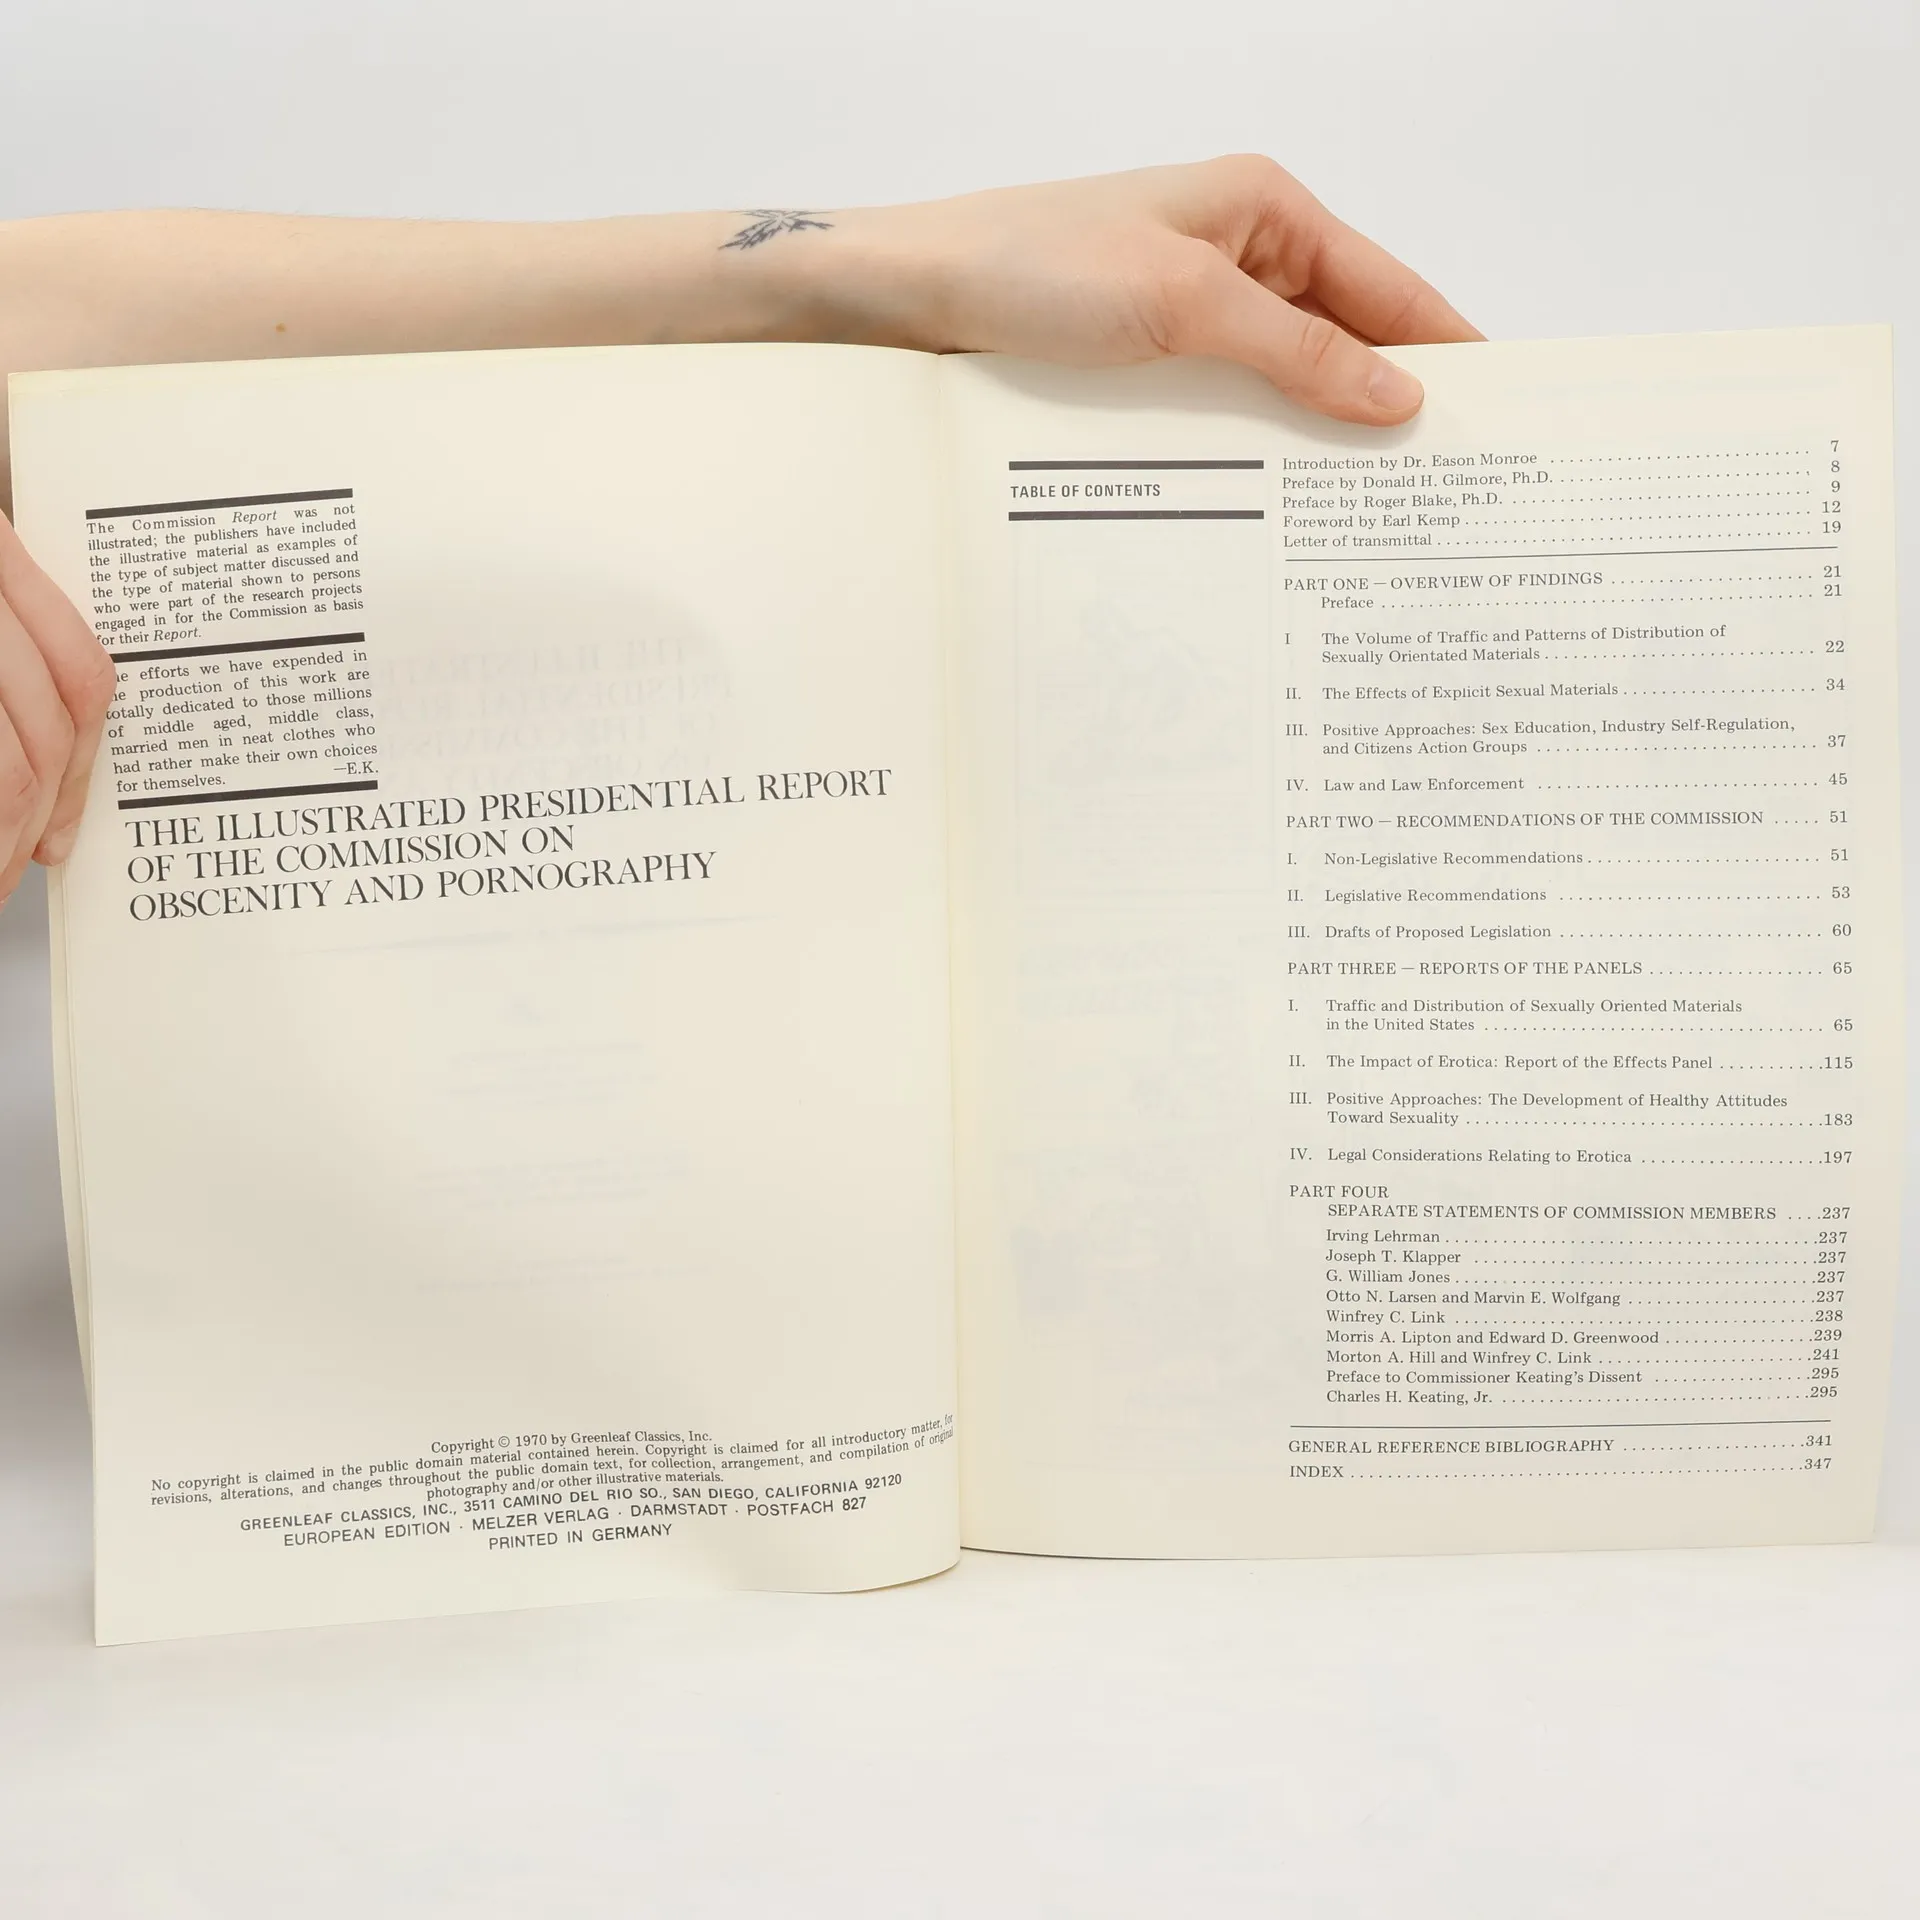 The Commission Report was not
illustrated; the publishers have included
the illustrative material as examples of
the type of subject matter discussed and
the type of material shown to persons
who were part of the research projects
engaged in for the Commission as basis
for their Report.
efforts we have expended in
production of this work are
totally dedicated to those millions
of middle aged, middle class,
married men in neat clothes who
had rather make their own choices
for themselves. —E.K.
THE ILLUSTRATED PRESIDENTIAL REPORT
OF THE COMMISSION ON
OBSCENITY AND PORNOGRAPHY
Copyright © 1970 by Greenleaf Classics, Inc.
No copyright is claimed in the public domain material contained herein. Copyright is claimed for all introductory matter, for
revisions, alterations, and changes throughout the public domain text, for collection, arrangement, and compilation of original
photography and/or other illustrative materials.
GREENLEAF CLASSICS, INC., 3511 CAMINO DEL RIO SO., SAN DIEGO, CALIFORNIA 92120
EUROPEAN EDITION · MELZER VERLAG · DARMSTADT · POSTFACH 827
PRINTED IN GERMANY
TABLE OF CONTENTS
Introduction by Dr. Eason Monroe . . . . . . . . . . 7
Preface by Donald H. Gilmore, Ph.D. . . . . . . . . . . 8
Preface by Roger Blake, Ph.D. . . . . . . . . . . 9
Foreword by Earl Kemp . . . . . . . . . . 12
Letter of transmittal . . . . . . . . . . 19
PART ONE — OVERVIEW OF FINDINGS . . . . . . . . . . 21
Preface . . . . . . . . . . 21
I The Volume of Traffic and Patterns of Distribution of
Sexually Orientated Materials . . . . . . . . . . 22
II. The Effects of Explicit Sexual Materials . . . . . . . . . . 34
III. Positive Approaches: Sex Education, Industry Self-Regulation,
and Citizens Action Groups . . . . . . . . . . 37
IV. Law and Law Enforcement . . . . . . . . . . 45
PART TWO — RECOMMENDATIONS OF THE COMMISSION . . . . . 51
I. Non-Legislative Recommendations . . . . . . . . . . 51
II. Legislative Recommendations . . . . . . . . . . 53
III. Drafts of Proposed Legislation . . . . . . . . . . 60
PART THREE — REPORTS OF THE PANELS . . . . . . . . . . 65
I. Traffic and Distribution of Sexually Oriented Materials
in the United States . . . . . . . . . . 65
II. The Impact of Erotica: Report of the Effects Panel . . . . . . . . . . .115
III. Positive Approaches: The Development of Healthy Attitudes
Toward Sexuality . . . . . . . . . .183
IV. Legal Considerations Relating to Erotica . . . . . . . . . .197
PART FOUR
SEPARATE STATEMENTS OF COMMISSION MEMBERS . . . .237
Irving Lehrman . . . . . . . . . .237
Joseph T. Klapper . . . . . . . . . .237
G. William Jones . . . . . . . . . .237
Otto N. Larsen and Marvin E. Wolfgang . . . . . . . . . .237
Winfrey C. Link . . . . . . . . . .238
Morris A. Lipton and Edward D. Greenwood . . . . . . . . . .239
Morton A. Hill and Winfrey C. Link . . . . . . . . . .241
Preface to Commissioner Keating's Dissent . . . . . . . . . .295
Charles H. Keating, Jr. . . . . . . . . . .295
GENERAL REFERENCE BIBLIOGRAPHY . . . . . . . . . .341
INDEX . . . . . . . . . .347